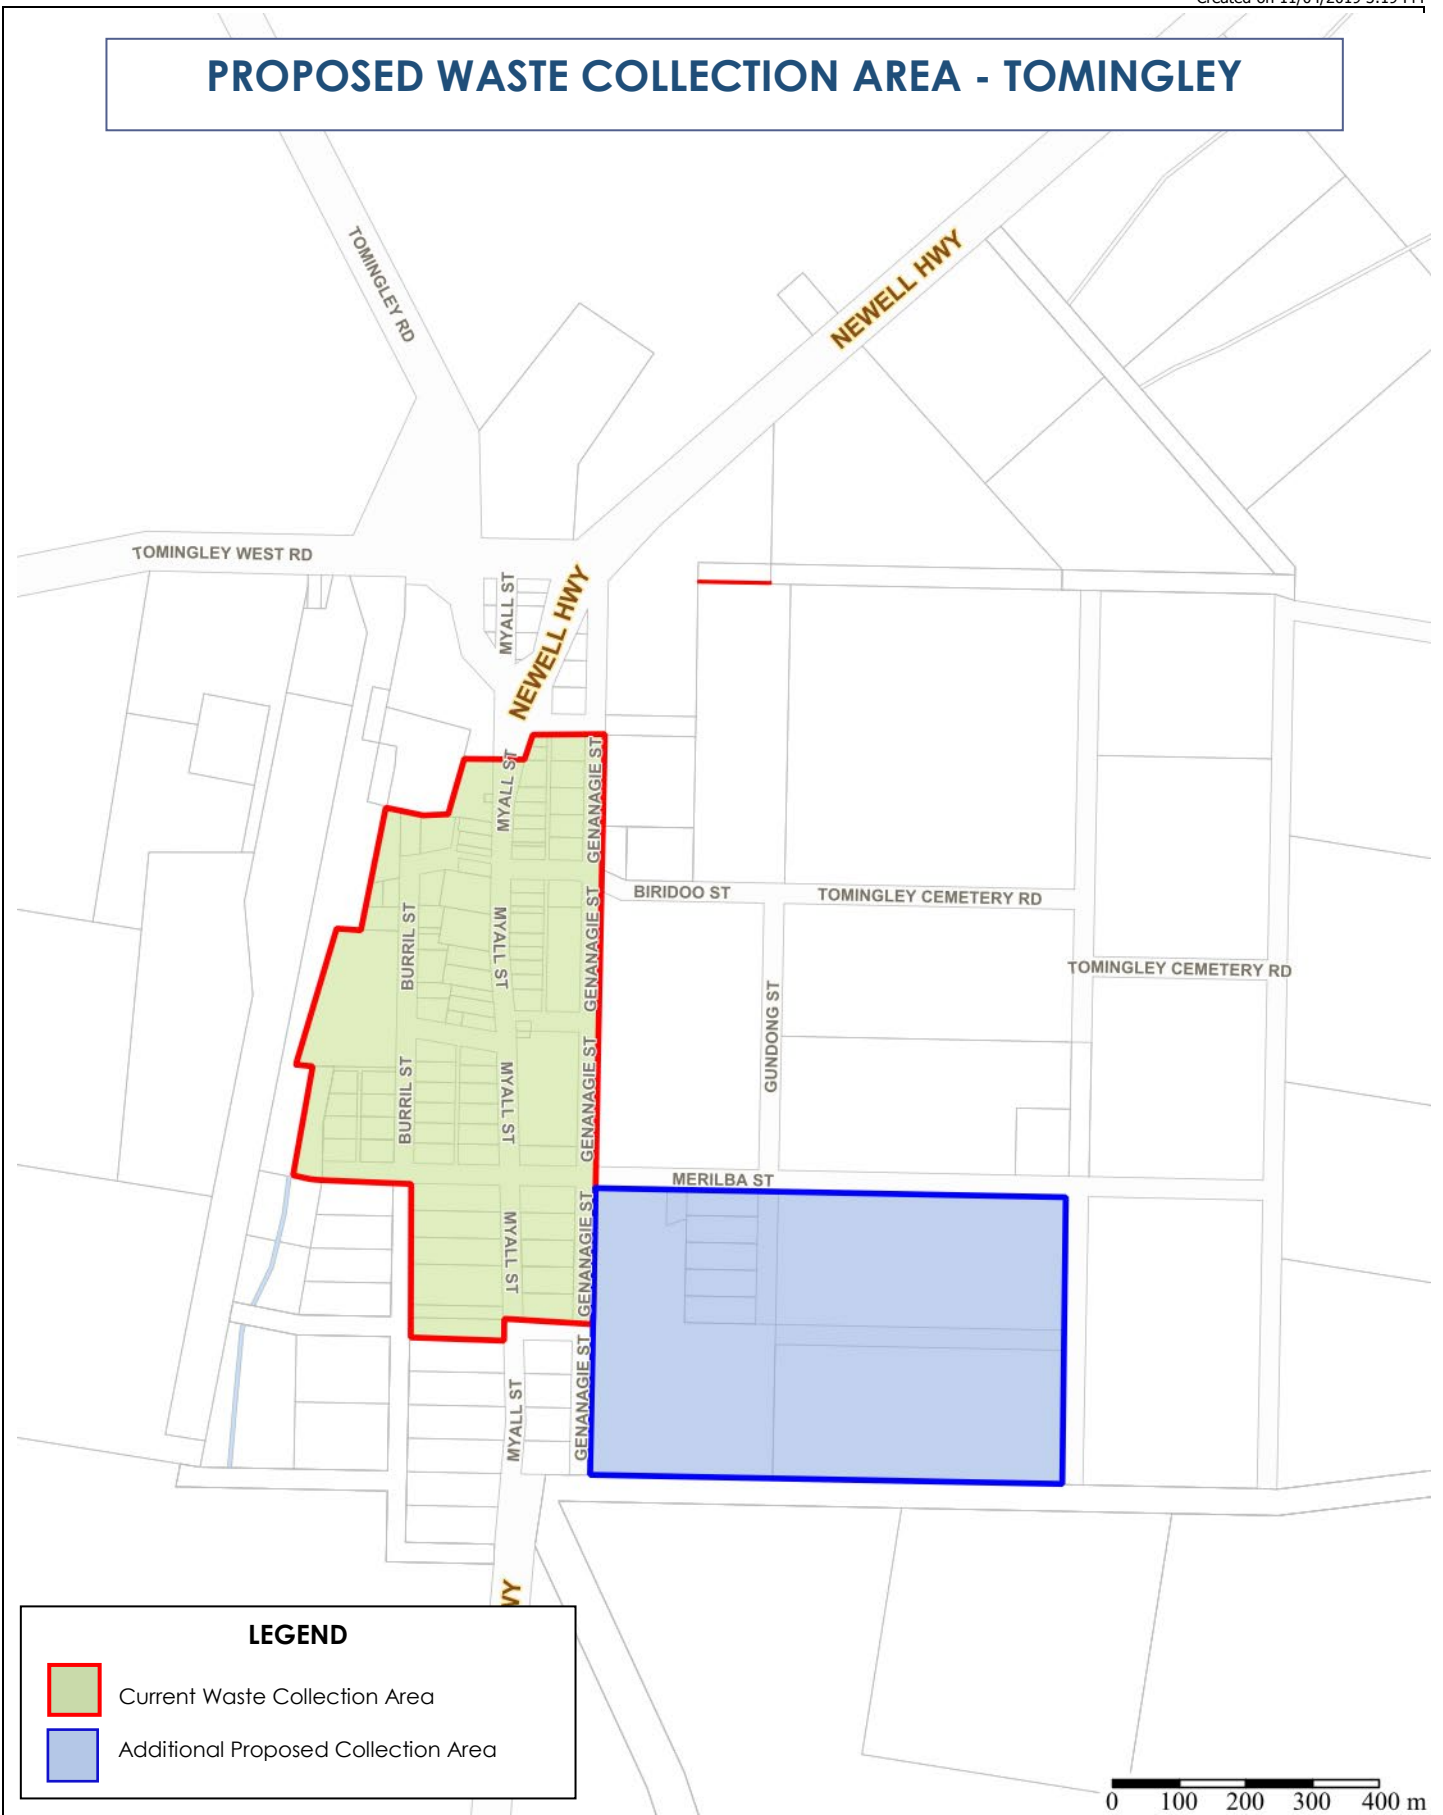 PROPOSED WASTE COLLECTION AREA - TOMINGLEY
TOMINGLEY RD
NEWELL HWY
TOMINGLEY WEST RD
MYALL ST
NEWELL HWY
MYALL ST
GENANAGIE ST
BIRIDOO ST
TOMINGLEY CEMETERY RD
BURRIL ST
MYALL ST
GENANAGIE ST
TOMINGLEY CEMETERY RD
GUNDONG ST
BURRIL ST
MYALL ST
GENANAGIE ST
MERILBA ST
MYALL ST
GENANAGIE ST
MYALL ST
GENANAGIE ST
LEGEND
Current Waste Collection Area
Additional Proposed Collection Area
0 100 200 300 400 m